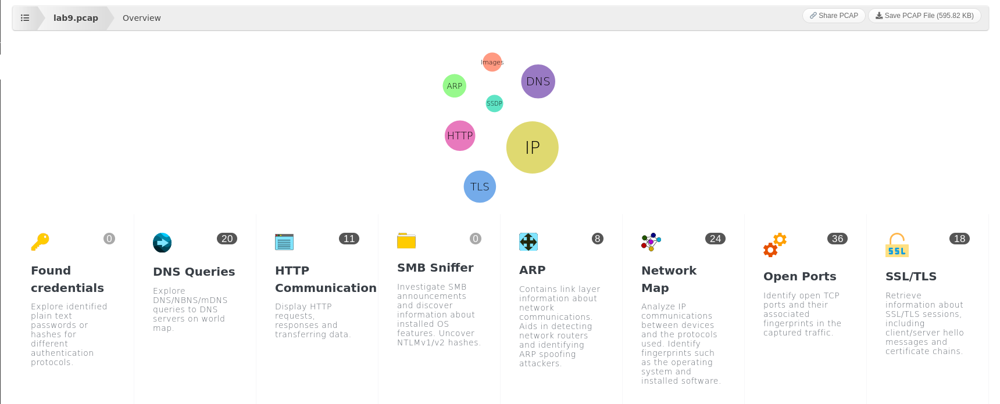 lab9.pcap
Overview
Share PCAP
Save PCAP File (595.82 KB)
Images
DNS
ARP
SSDP
HTTP
IP
TLS
0
Found
credentials
Explore identified
plain text
passwords or
hashes for
different
authentication
protocols.
20
DNS Queries
Explore
DNS/NBNS/mDNS
queries to DNS
servers on world
map.
11
HTTP
Communication
Display HTTP
requests,
responses and
transferring data.
0
SMB Sniffer
Investigate SMB
announcements
and discover
information about
installed OS
features. Uncover
NTLMv1/v2 hashes.
8
ARP
Contains link layer
information about
network
communications.
Aids in detecting
network routers
and identifying
ARP spoofing
attackers.
24
Network
Map
Analyze IP
communications
between devices
and the protocols
used. Identify
fingerprints such
as the operating
system and
installed software.
36
Open Ports
Identify open TCP
ports and their
associated
fingerprints in the
captured traffic.
SSL
18
SSL/TLS
Retrieve
information about
SSL/TLS sessions,
including
client/server hello
messages and
certificate chains.